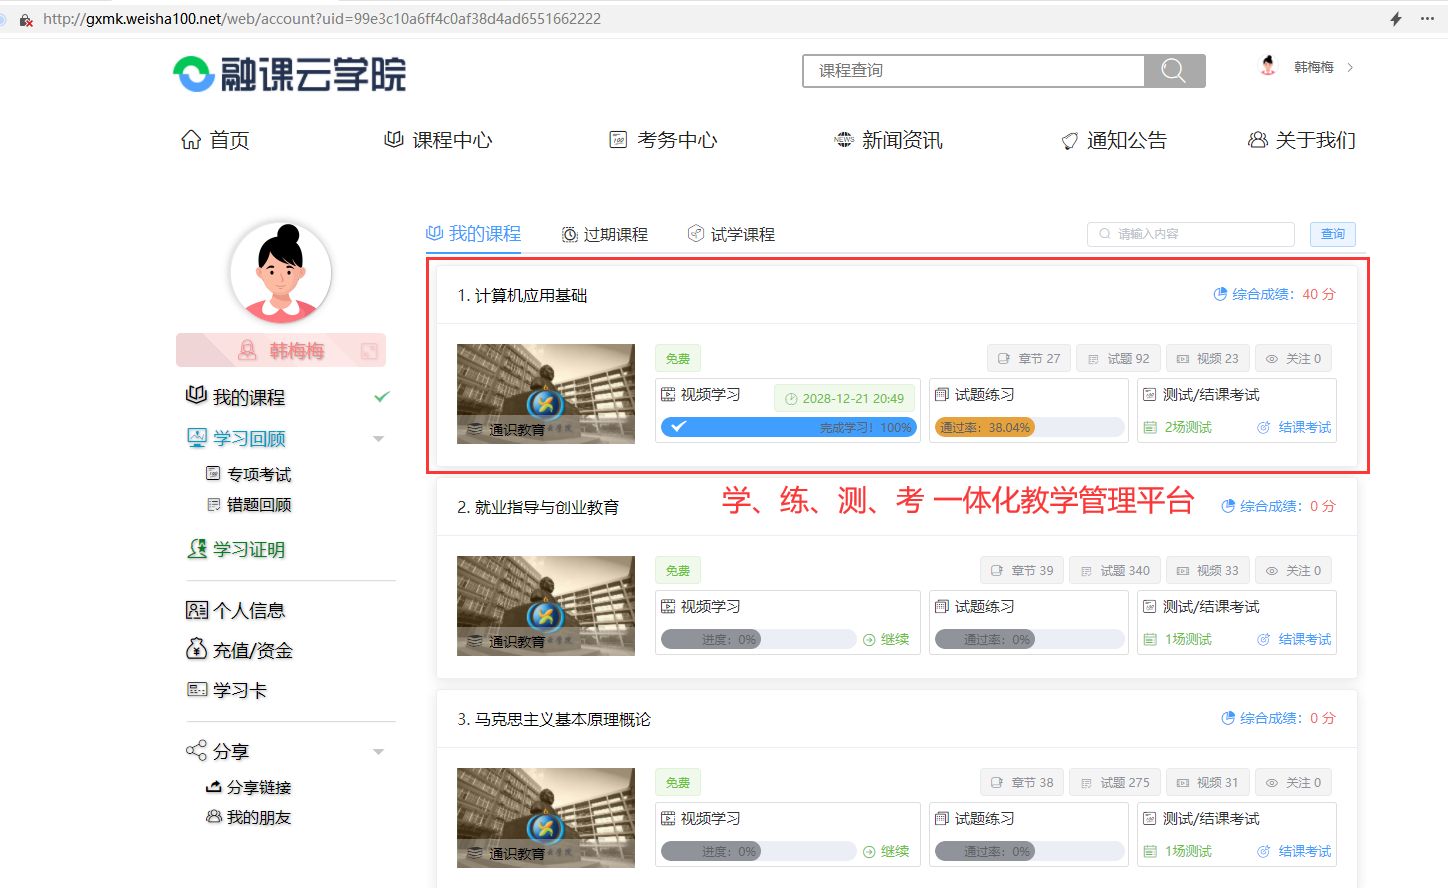 http://gxmk.weisha100.net/web/account?uid=99e3c10a6ff4c0af38d4ad6551662222
融课云学院
课程查询
韩梅梅
首页 课程中心 考务中心 新闻资讯 通知公告 关于我们
韩梅梅
我的课程
学习回顾
专项考试
错题回顾
学习证明
个人信息
充值/资金
学习卡
分享
分享链接
我的朋友
我的课程 过期课程 试学课程 请输入内容 查询
1. 计算机应用基础 综合成绩：40 分
免费 章节 27 试题 92 视频 23 关注 0
视频学习 2028-12-21 20:49 试题练习 测试/结课考试
通识教育 完成学习！100% 通过率：38.04% 2场测试 结课考试
学、练、测、考 一体化教学管理平台
2. 就业指导与创业教育 综合成绩：0 分
免费 章节 39 试题 340 视频 33 关注 0
视频学习 试题练习 测试/结课考试
通识教育 进度：0% 继续 通过率：0% 1场测试 结课考试
3. 马克思主义基本原理概论 综合成绩：0 分
免费 章节 38 试题 275 视频 31 关注 0
视频学习 试题练习 测试/结课考试
通识教育 进度：0% 继续 通过率：0% 1场测试 结课考试